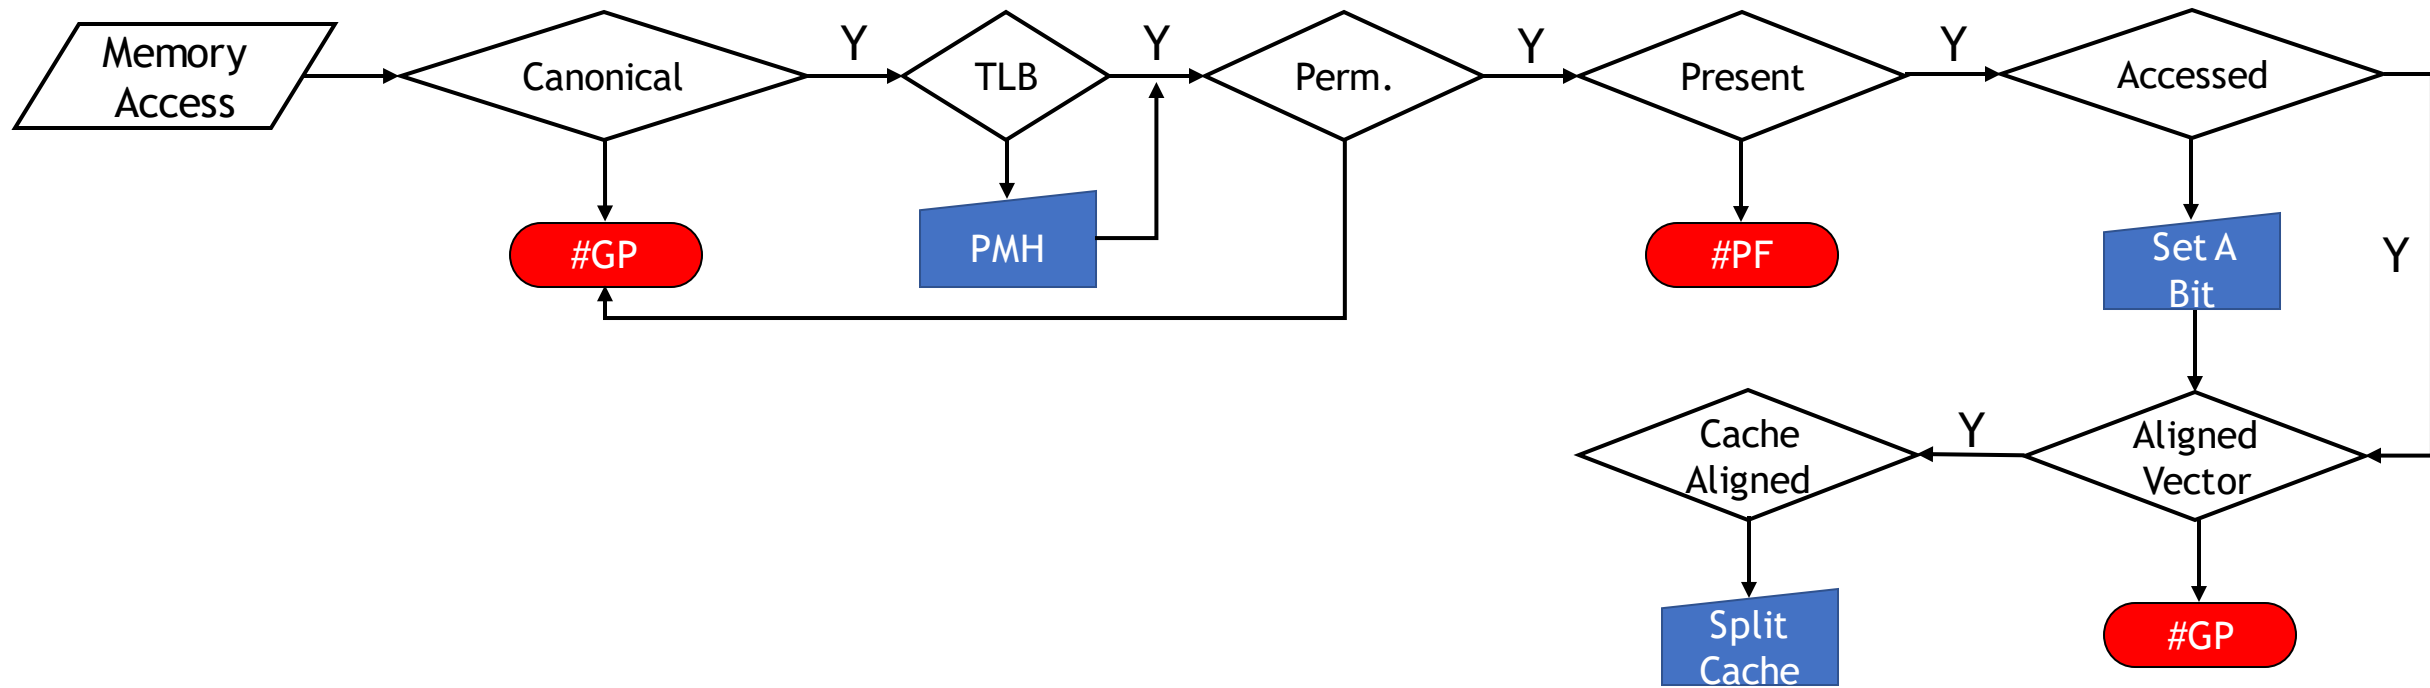 Memory
Access
Canonical
Y
TLB
Y
Perm.
Y
Present
Y
Accessed
#GP
PMH
#PF
Set A
Bit
Y
Cache
Aligned
Y
Aligned
Vector
Split
Cache
#GP